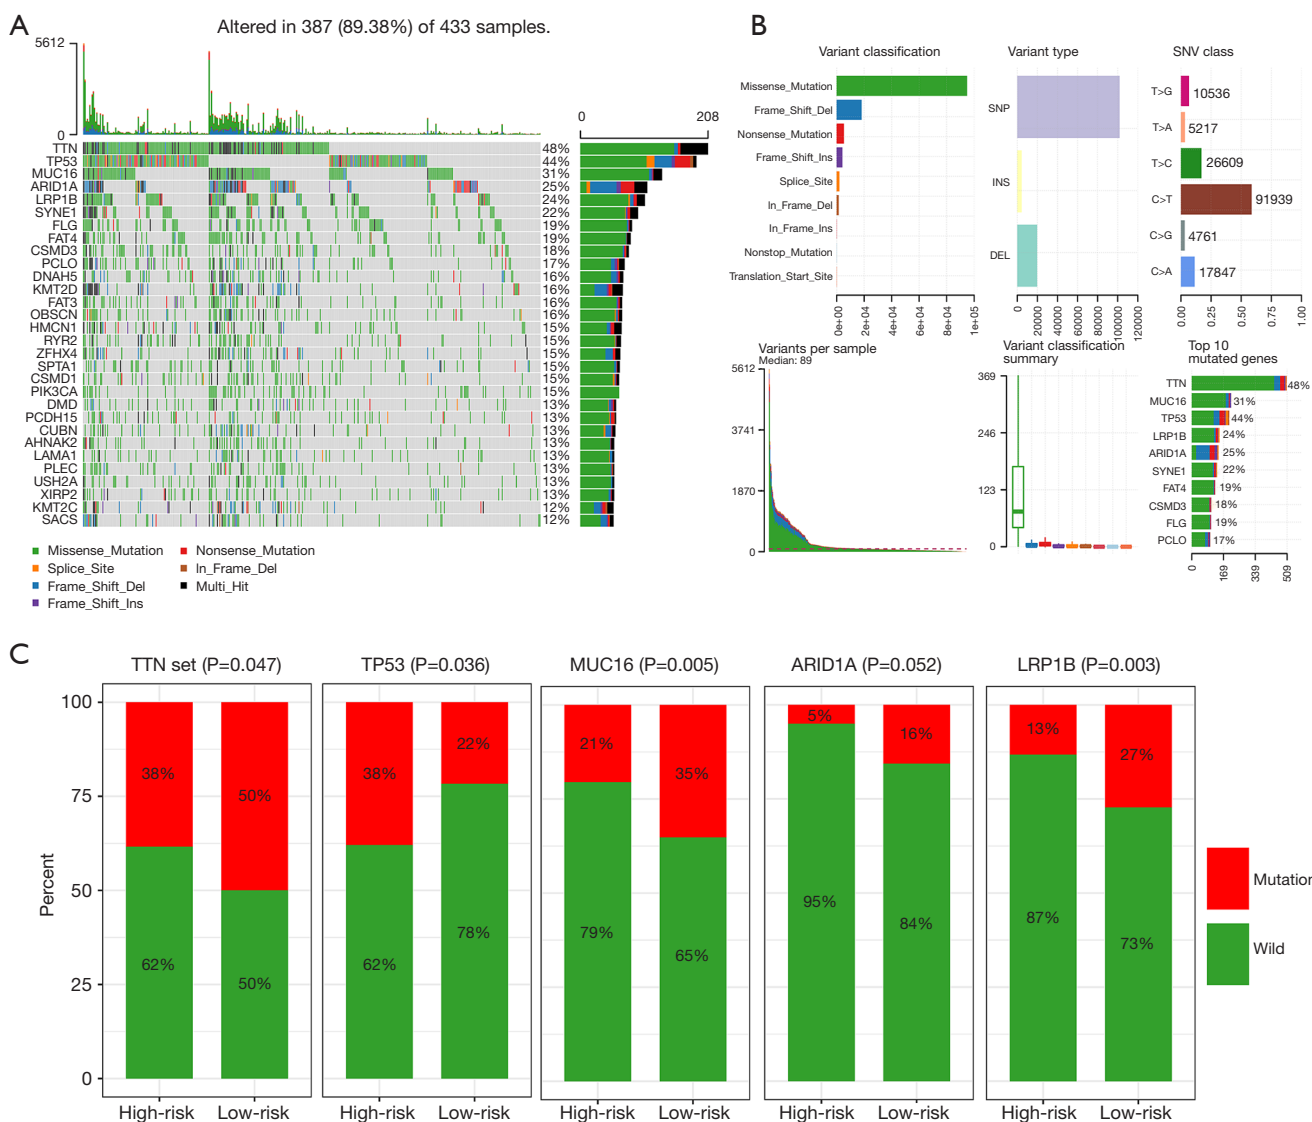 A
Altered in 387 (89.38%) of 433 samples.
5612
0
0
208
TTN 48%
TP53 44%
MUC16 31%
ARID1A 25%
LRP1B 24%
SYNE1 22%
FLG 19%
FAT4 19%
CSMD3 18%
PCLO 17%
DNAH5 16%
KMT2D 16%
FAT3 16%
OBSCN 16%
HMCN1 15%
RYR2 15%
ZFHX4 15%
SPTA1 15%
CSMD1 15%
PIK3CA 15%
DMD 13%
PCDH15 13%
CUBN 13%
AHNAK2 13%
LAMA1 13%
PLEC 13%
USH2A 13%
XIRP2 13%
KMT2C 12%
SACS 12%
Missense_Mutation
Splice_Site
Frame_Shift_Del
Frame_Shift_Ins
Nonsense_Mutation
In_Frame_Del
Multi_Hit
B
Variant classification
Missense_Mutation
Frame_Shift_Del
Nonsense_Mutation
Frame_Shift_Ins
Splice_Site
In_Frame_Del
In_Frame_Ins
Nonstop_Mutation
Translation_Start_Site
0e+00
2e+04
4e+04
6e+04
8e+04
1e+05
Variant type
SNP
INS
DEL
0
20000
40000
60000
80000
100000
120000
SNV class
T>G 10536
T>A 5217
T>C 26609
C>T 91939
C>G 4761
C>A 17847
0.00
0.25
0.50
0.75
1.00
Variants per sample
Median: 89
5612
3741
1870
0
Variant classification
summary
369
246
123
0
Top 10
mutated genes
TTN 48%
MUC16 31%
TP53 44%
LRP1B 24%
ARID1A 25%
SYNE1 22%
FAT4 19%
CSMD3 18%
FLG 19%
PCLO 17%
0
169
339
509
C
Percent
100
75
50
25
0
TTN set (P=0.047)
38%
50%
62%
50%
High-risk Low-risk
TP53 (P=0.036)
38%
22%
62%
78%
High-risk Low-risk
MUC16 (P=0.005)
21%
35%
79%
65%
High-risk Low-risk
ARID1A (P=0.052)
5%
16%
95%
84%
High-risk Low-risk
LRP1B (P=0.003)
13%
27%
87%
73%
High-risk Low-risk
Mutation
Wild